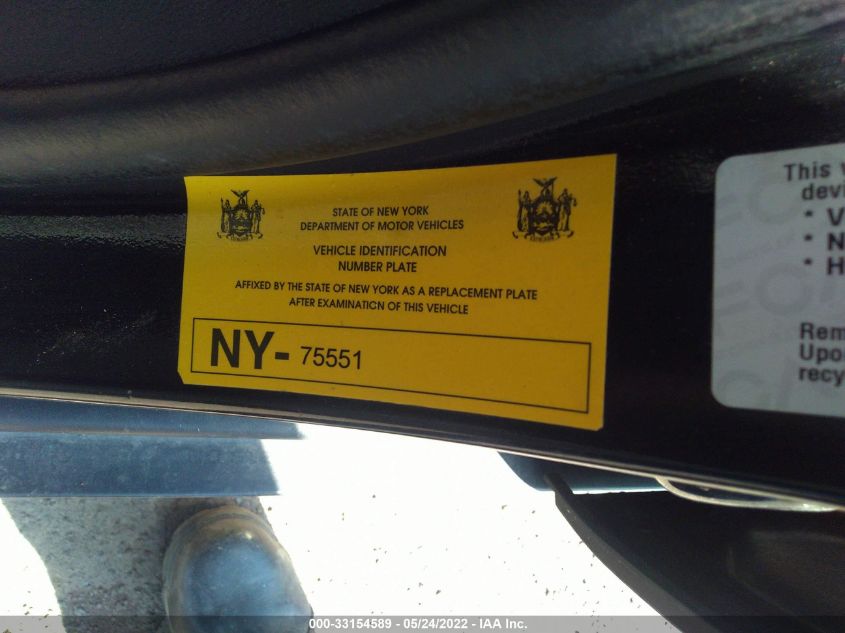 STATE OF NEW YORK
DEPARTMENT OF MOTOR VEHICLES
VEHICLE IDENTIFICATION
NUMBER PLATE
AFFIXED BY THE STATE OF NEW YORK AS A REPLACEMENT PLATE
AFTER EXAMINATION OF THIS VEHICLE
NY- 75551
This v
devi
* V
* N
* H
Rem
Upo
recy
000-33154589 - 05/24/2022 - IAA Inc.